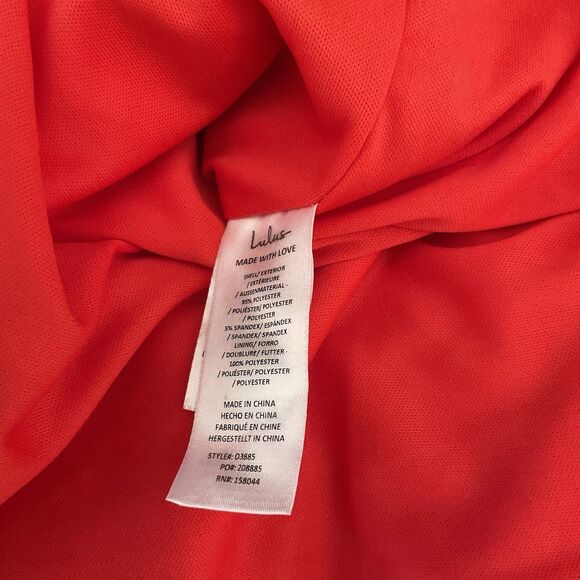 Lulus
MADE WITH LOVE
SHELL/ EXTERIOR
/ EXTÉRIEURE
/ AUSSENMATERIAL
95% POLYESTER
/ POLIÉSTER/ POLYESTER
/ POLYESTER
5% SPANDEX/ ESPÁNDEX
/ SPANDEX/ SPANDEX
LINING/ FORRO
/ DOUBLURE/ FUTTER
100% POLYESTER
/ POLIÉSTER/ POLYESTER
/ POLYESTER
MADE IN CHINA
HECHO EN CHINA
FABRIQUÉ EN CHINE
HERGESTELLT IN CHINA
STYLE#: D3885
PO#: 208885
RN#: 158044